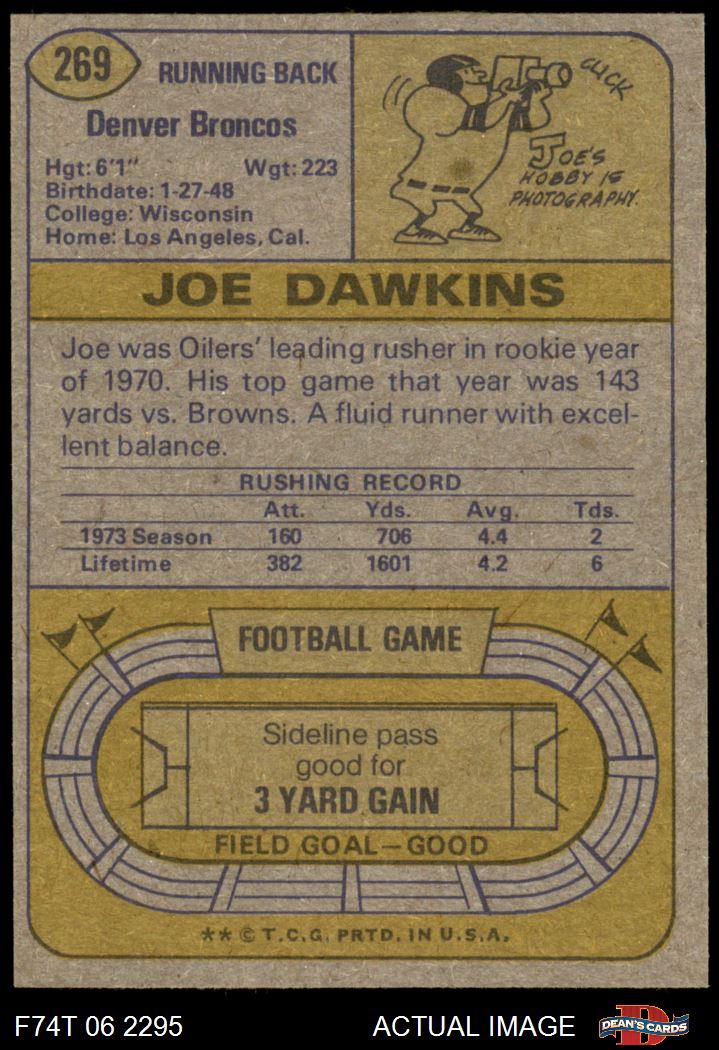 269
RUNNING BACK
Denver Broncos
Hgt: 6'1" Wgt: 223
Birthdate: 1-27-48
College: Wisconsin
Home: Los Angeles, Cal.
CLICK
JOE'S
HOBBY IS
PHOTOGRAPHY.
JOE DAWKINS
Joe was Oilers' leading rusher in rookie year
of 1970. His top game that year was 143
yards vs. Browns. A fluid runner with excel-
lent balance.
RUSHING RECORD
Att. Yds. Avg. Tds.
1973 Season 160 706 4.4 2
Lifetime 382 1601 4.2 6
FOOTBALL GAME
Sideline pass
good for
3 YARD GAIN
FIELD GOAL—GOOD
** © T.C.G. PRTD. IN U.S.A.
F74T 06 2295 ACTUAL IMAGE
DEAN'S CARDS